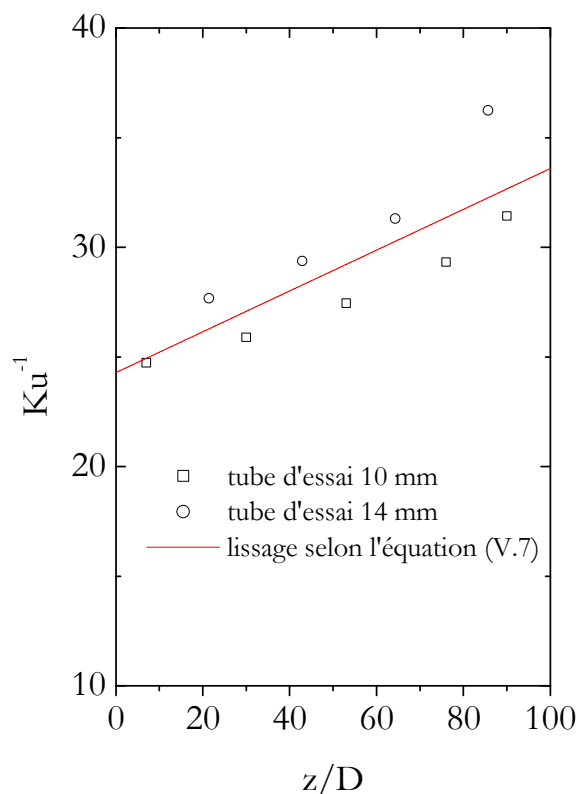 40
30
20
10
Ku⁻¹
tube d'essai 10 mm
tube d'essai 14 mm
lissage selon l'équation (V.7)
0 20 40 60 80 100
z/D